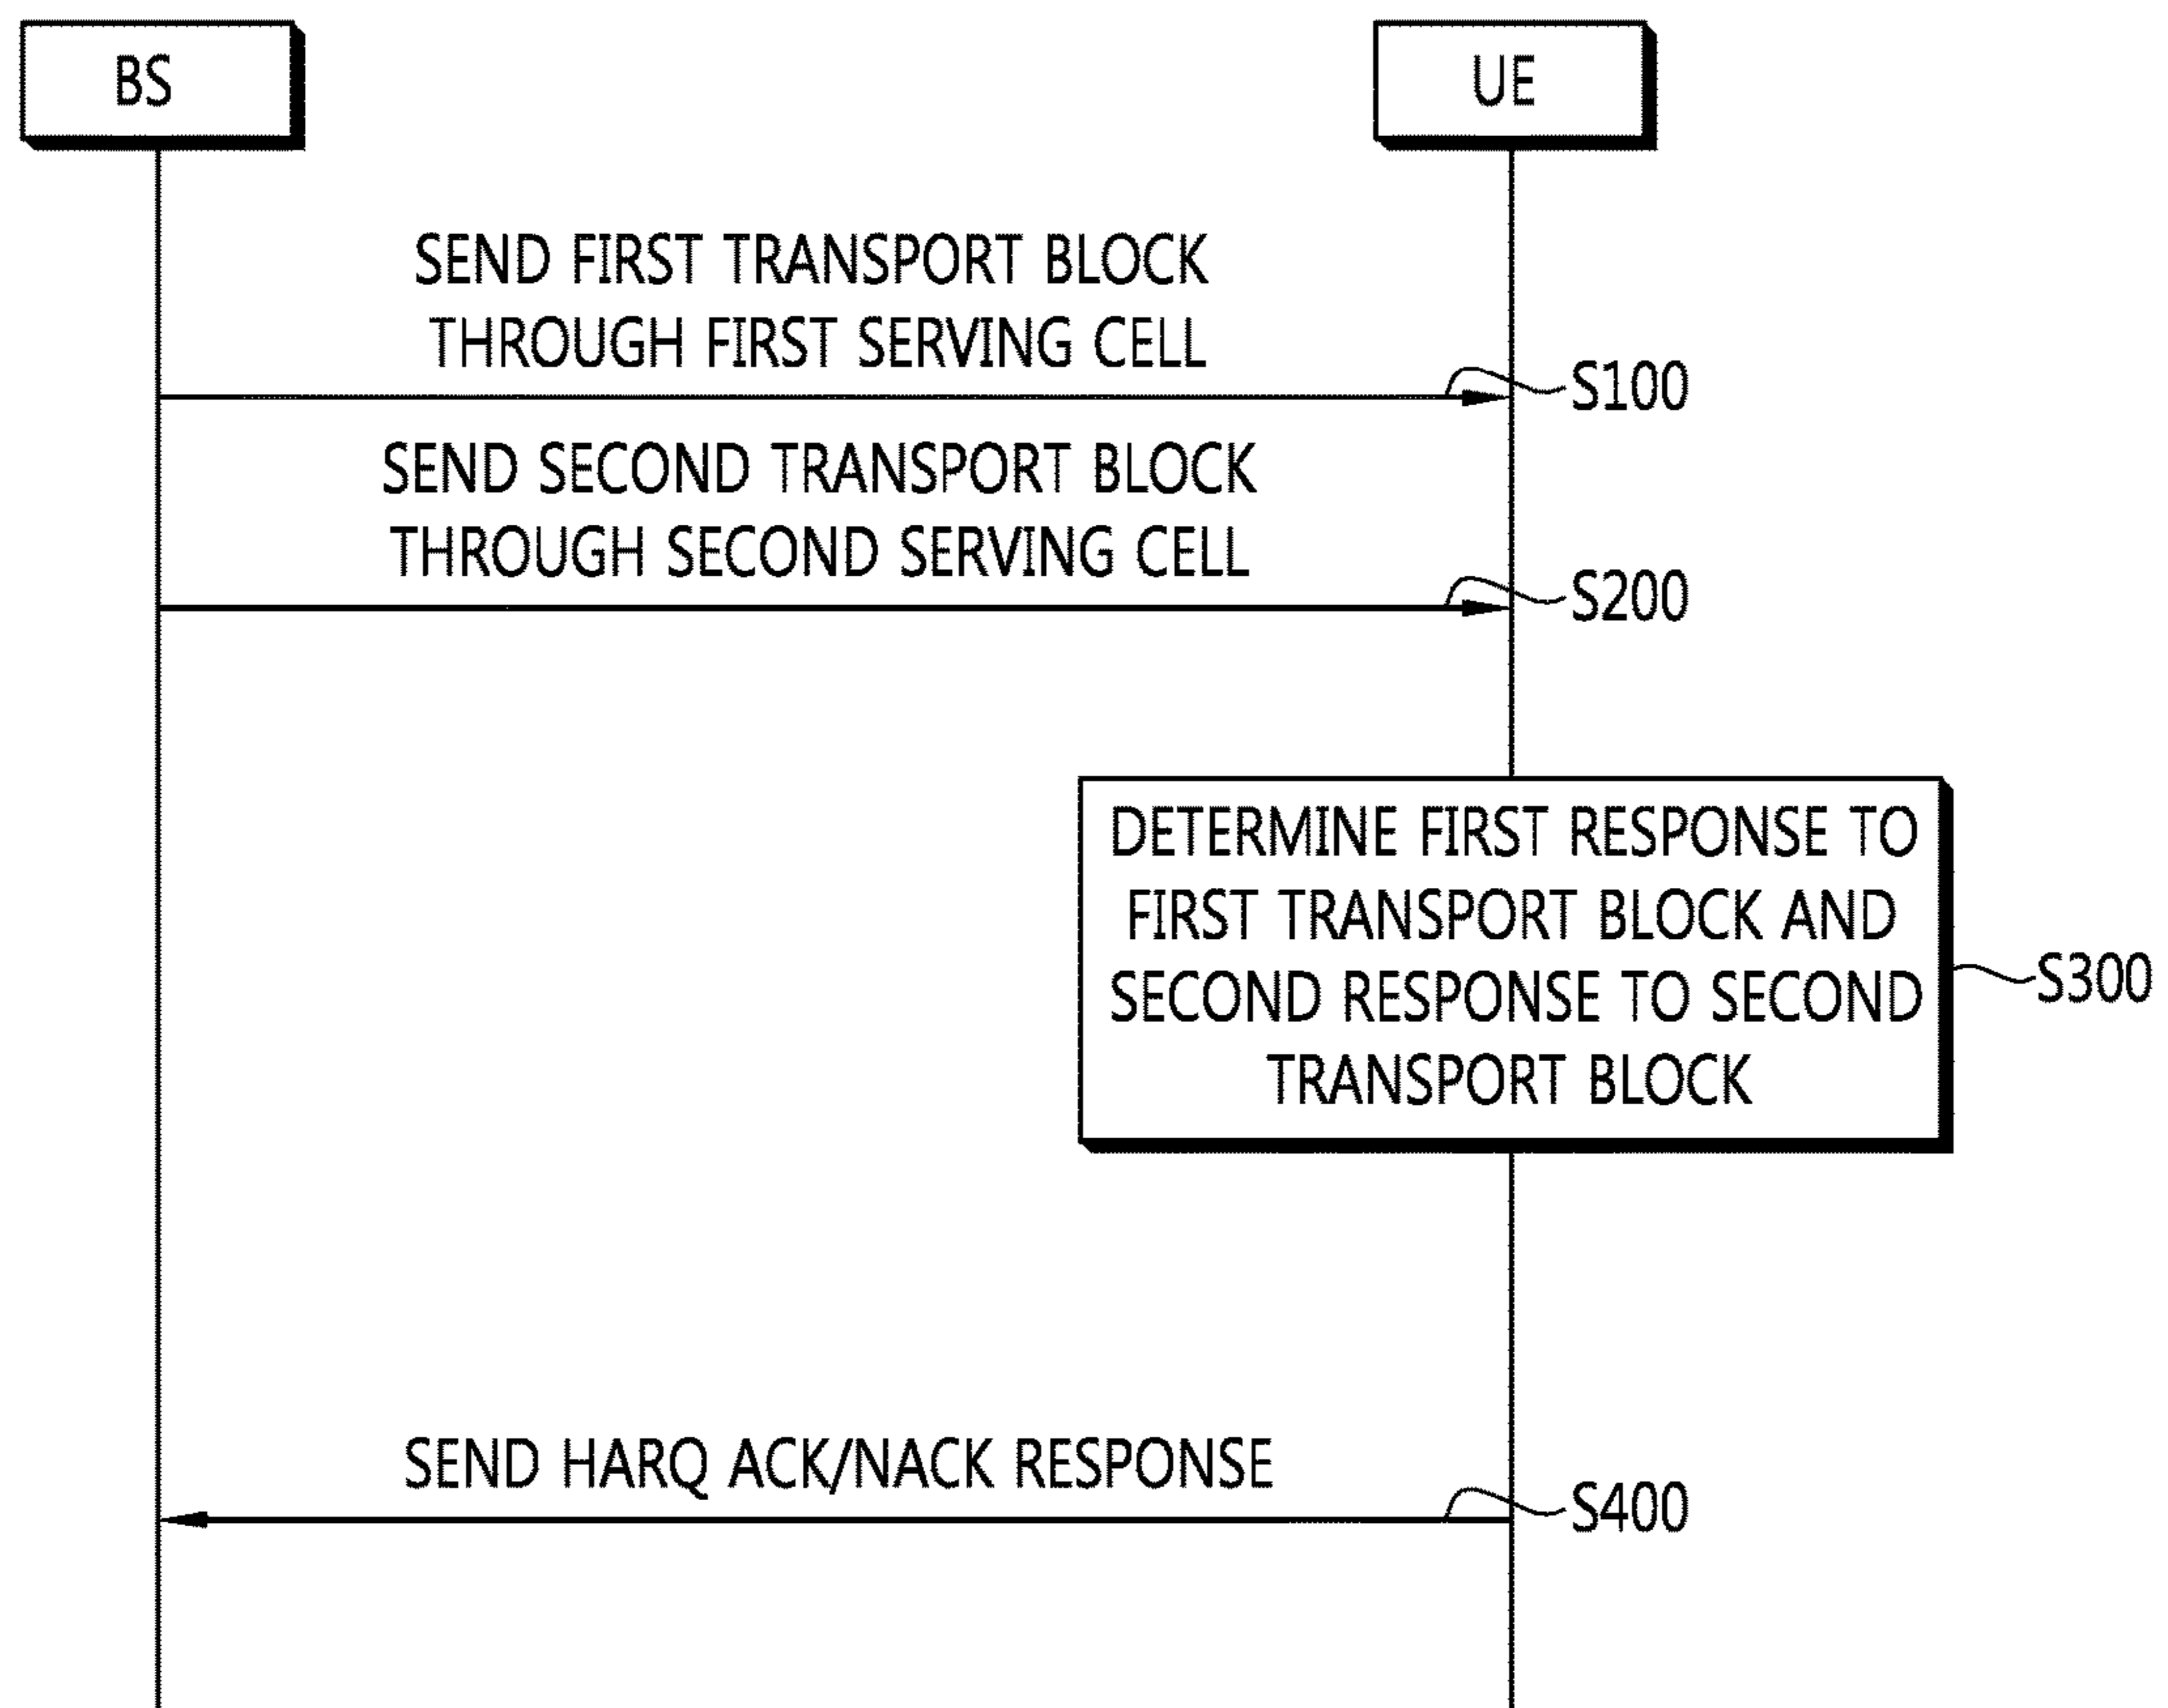 BS
UE
SEND FIRST TRANSPORT BLOCK
THROUGH FIRST SERVING CELL
S100
SEND SECOND TRANSPORT BLOCK
THROUGH SECOND SERVING CELL
S200
DETERMINE FIRST RESPONSE TO
FIRST TRANSPORT BLOCK AND
SECOND RESPONSE TO SECOND
TRANSPORT BLOCK
S300
SEND HARQ ACK/NACK RESPONSE
S400